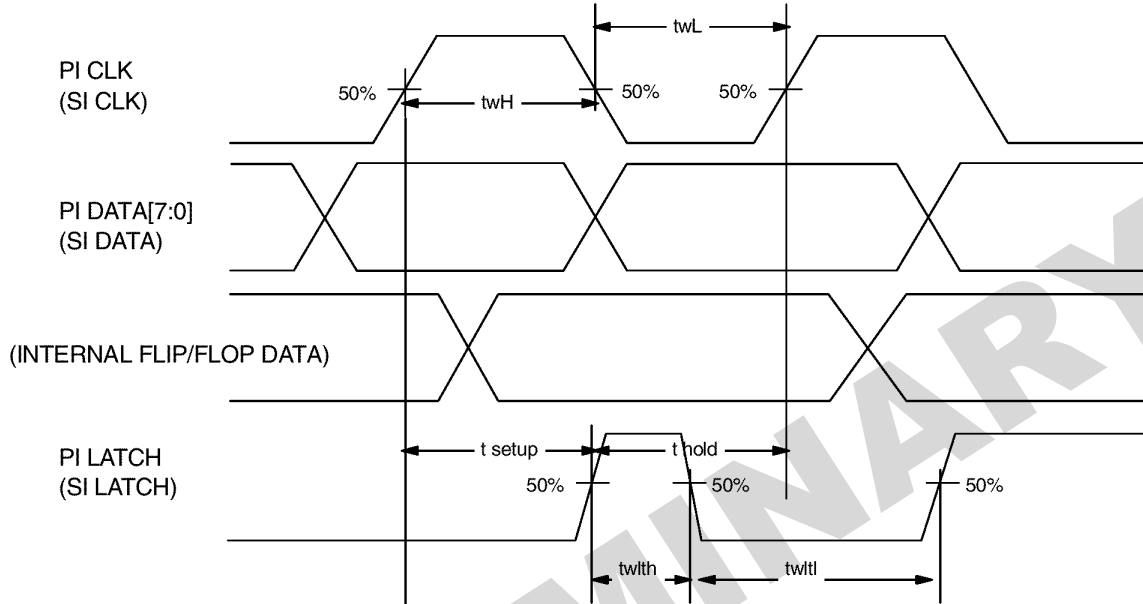 twL
PI CLK
(SI CLK)
50%
50%
50%
twH
PI DATA[7:0]
(SI DATA)
(INTERNAL FLIP/FLOP DATA)
PI LATCH
(SI LATCH)
t setup
t hold
50%
50%
50%
twlth
twltl
MINARY